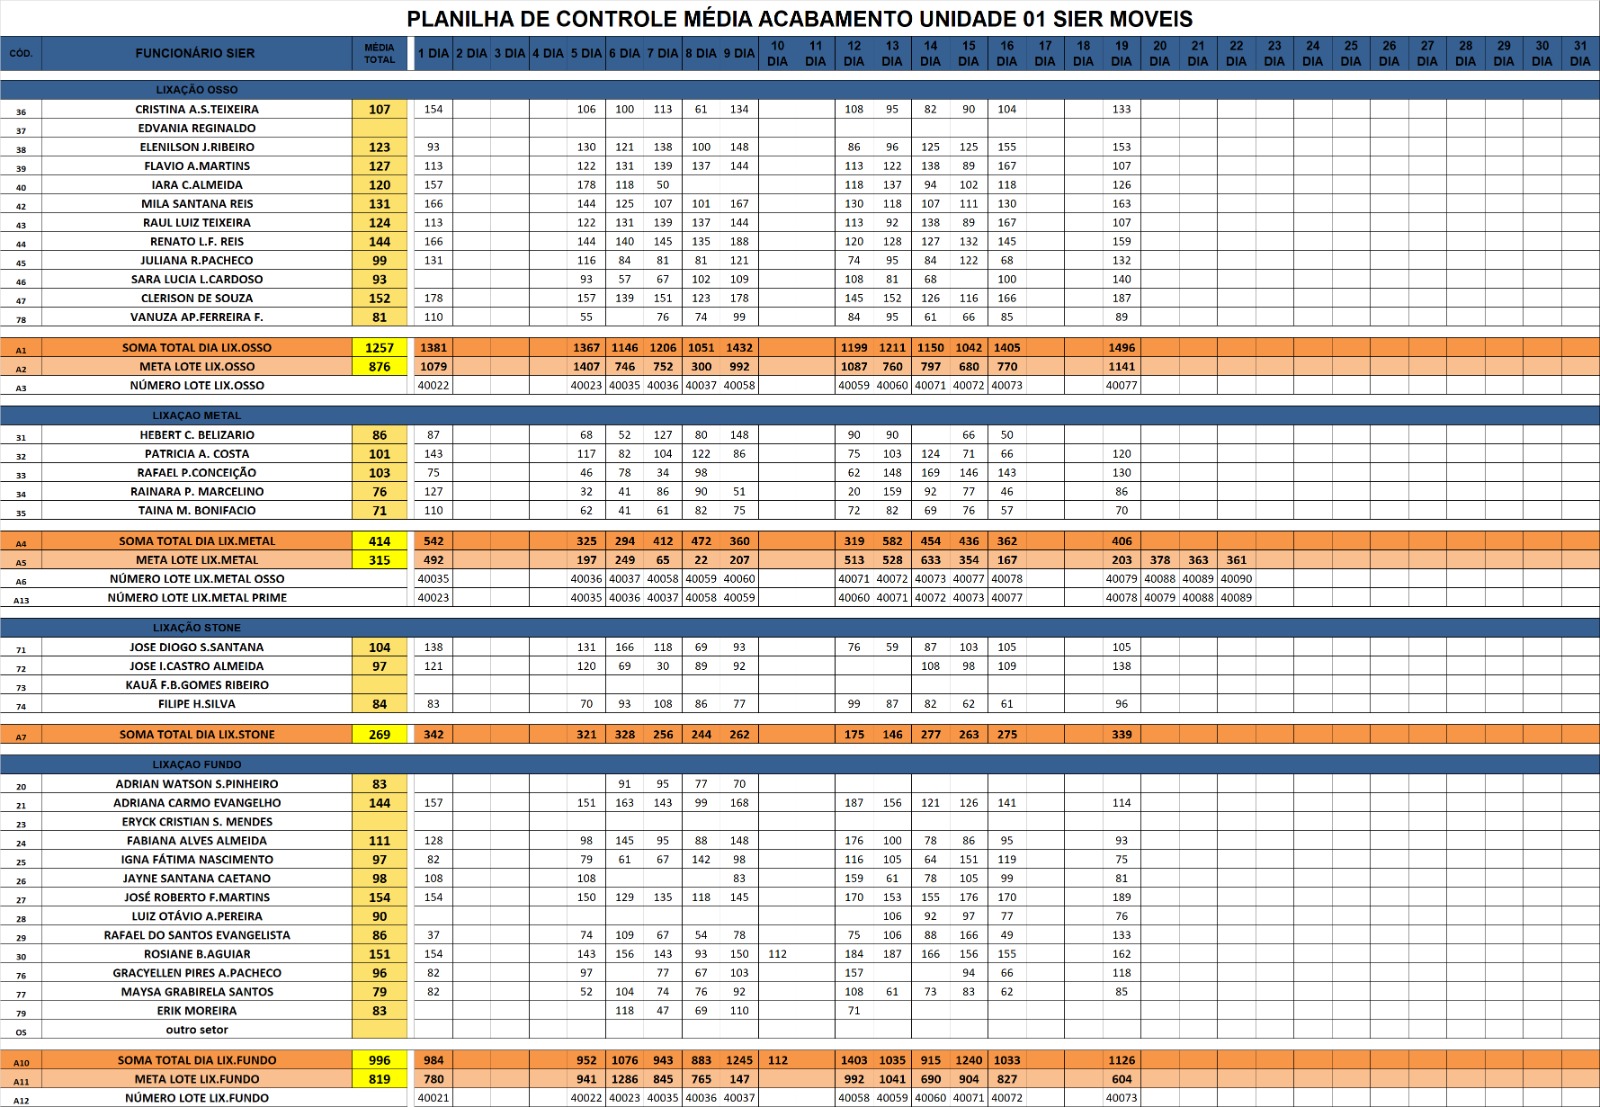 PLANILHA DE CONTROLE MÉDIA ACABAMENTO UNIDADE 01 SIER MOVEIS
CÓD. FUNCIONÁRIO SIER MÉDIA TOTAL 1 DIA 2 DIA 3 DIA 4 DIA 5 DIA 6 DIA 7 DIA 8 DIA 9 DIA 10 DIA 11 DIA 12 DIA 13 DIA 14 DIA 15 DIA 16 DIA 17 DIA 18 DIA 19 DIA 20 DIA 21 DIA 22 DIA 23 DIA 24 DIA 25 DIA 26 DIA 27 DIA 28 DIA 29 DIA 30 DIA 31 DIA
LIXAÇÃO OSSO
36 CRISTINA A.S.TEIXEIRA 107 154 106 100 113 61 134 108 95 82 90 104 133
37 EDVANIA REGINALDO
38 ELENILSON J.RIBEIRO 123 93 130 121 138 100 148 86 96 125 125 155 153
39 FLAVIO A.MARTINS 127 113 122 131 139 137 144 113 122 138 89 167 107
40 IARA C.ALMEIDA 120 157 178 118 50 118 137 94 102 118 126
42 MILA SANTANA REIS 131 166 144 125 107 101 167 130 118 107 111 130 163
43 RAUL LUIZ TEIXEIRA 124 113 122 131 139 137 144 113 92 138 89 167 107
44 RENATO L.F. REIS 144 166 144 140 145 135 188 120 128 127 132 145 159
45 JULIANA R.PACHECO 99 131 116 84 81 81 121 74 95 84 122 68 132
46 SARA LUCIA L.CARDOSO 93 93 57 67 102 109 108 81 68 100 140
47 CLERISON DE SOUZA 152 178 157 139 151 123 178 145 152 126 116 166 187
78 VANUZA AP.FERREIRA F. 81 110 55 76 74 99 84 95 61 66 85 89
A1 SOMA TOTAL DIA LIX.OSSO 1257 1381 1367 1146 1206 1051 1432 1199 1211 1150 1042 1405 1496
A2 META LOTE LIX.OSSO 876 1079 1407 746 752 300 992 1087 760 797 680 770 1141
A3 NÚMERO LOTE LIX.OSSO 40022 40023 40035 40036 40037 40058 40059 40060 40071 40072 40073 40077
LIXAÇAO METAL
31 HEBERT C. BELIZARIO 86 87 68 52 127 80 148 90 90 66 50
32 PATRICIA A. COSTA 101 143 117 82 104 122 86 75 103 124 71 66 120
33 RAFAEL P.CONCEIÇÃO 103 75 46 78 34 98 62 148 169 146 143 130
34 RAINARA P. MARCELINO 76 127 32 41 86 90 51 20 159 92 77 46 86
35 TAINA M. BONIFACIO 71 110 62 41 61 82 75 72 82 69 76 57 70
A4 SOMA TOTAL DIA LIX.METAL 414 542 325 294 412 472 360 319 582 454 436 362 406
A5 META LOTE LIX.METAL 315 492 197 249 65 22 207 513 528 633 354 167 203 378 363 361
A6 NÚMERO LOTE LIX.METAL OSSO 40035 40036 40037 40058 40059 40060 40071 40072 40073 40077 40078 40079 40088 40089 40090
A13 NÚMERO LOTE LIX.METAL PRIME 40023 40035 40036 40037 40058 40059 40060 40071 40072 40073 40077 40078 40079 40088 40089
LIXAÇÃO STONE
71 JOSE DIOGO S.SANTANA 104 138 131 166 118 69 93 76 59 87 103 105 105
72 JOSE I.CASTRO ALMEIDA 97 121 120 69 30 89 92 108 98 109 138
73 KAUÃ F.B.GOMES RIBEIRO
74 FILIPE H.SILVA 84 83 70 93 108 86 77 99 87 82 62 61 96
A7 SOMA TOTAL DIA LIX.STONE 269 342 321 328 256 244 262 175 146 277 263 275 339
LIXAÇAO FUNDO
20 ADRIAN WATSON S.PINHEIRO 83 91 95 77 70
21 ADRIANA CARMO EVANGELHO 144 157 151 163 143 99 168 187 156 121 126 141 114
23 ERYCK CRISTIAN S. MENDES
24 FABIANA ALVES ALMEIDA 111 128 98 145 95 88 148 176 100 78 86 95 93
25 IGNA FÁTIMA NASCIMENTO 97 82 79 61 67 142 98 116 105 64 151 119 75
26 JAYNE SANTANA CAETANO 98 108 108 83 159 61 78 105 99 81
27 JOSÉ ROBERTO F.MARTINS 154 154 150 129 135 118 145 170 153 155 176 170 189
28 LUIZ OTÁVIO A.PEREIRA 90 106 92 97 77 76
29 RAFAEL DO SANTOS EVANGELISTA 86 37 74 109 67 54 78 75 106 88 166 49 133
30 ROSIANE B.AGUIAR 151 154 143 156 143 93 150 112 184 187 166 156 155 162
76 GRACYELLEN PIRES A.PACHECO 96 82 97 77 67 103 157 94 66 118
77 MAYSA GRABIRELA SANTOS 79 82 52 104 74 76 92 108 61 73 83 62 85
79 ERIK MOREIRA 83 118 47 69 110 71
OS outro setor
A10 SOMA TOTAL DIA LIX.FUNDO 996 984 952 1076 943 883 1245 112 1403 1035 915 1240 1033 1126
A11 META LOTE LIX.FUNDO 819 780 941 1286 845 765 147 992 1041 690 904 827 604
A12 NÚMERO LOTE LIX.FUNDO 40021 40022 40023 40035 40036 40037 40058 40059 40060 40071 40072 40073